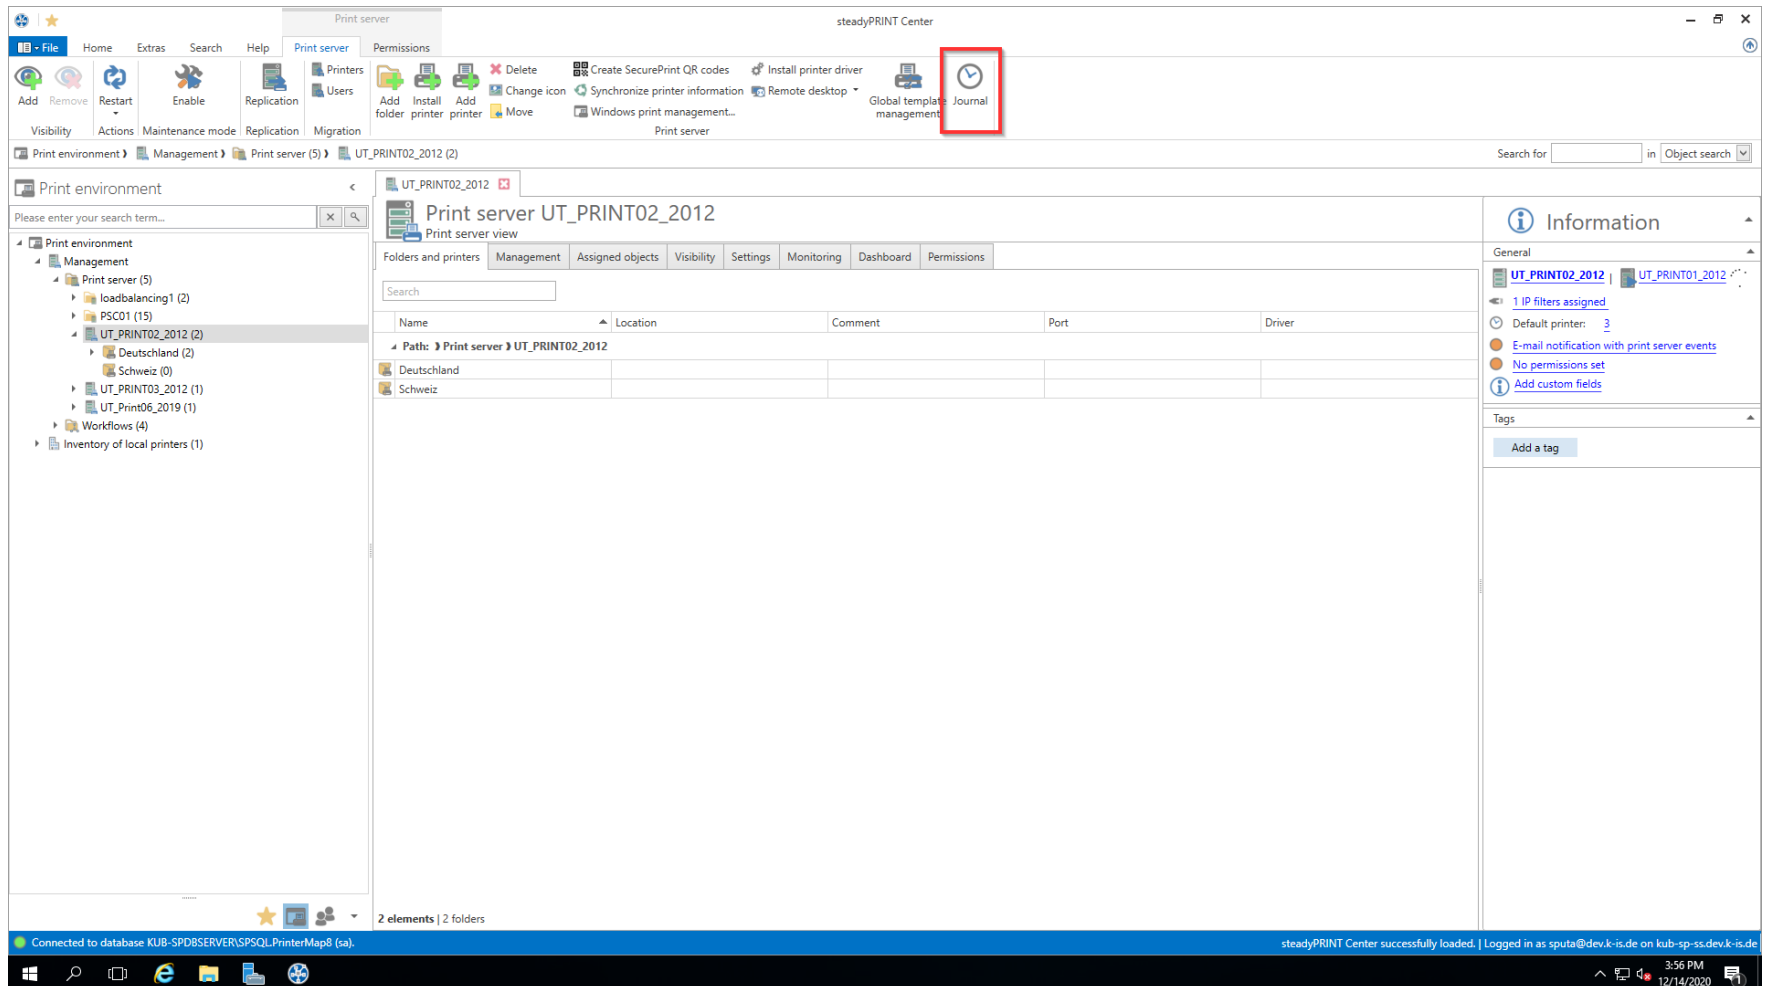 Print server
steadyPRINT Center
File Home Extras Search Help Print server Permissions
Add Remove Restart Enable Replication Printers Users
Add folder Install printer Add printer
Delete Change icon Move
Create SecurePrint QR codes Synchronize printer information Windows print management...
Install printer driver Remote desktop
Global template management Journal
Visibility Actions Maintenance mode Replication Migration Print server
Print environment Management Print server (5) UT_PRINT02_2012 (2)
Search for in Object search
Print environment
Please enter your search term...
Print environment
Management
Print server (5)
loadbalancing1 (2)
PSC01 (15)
UT_PRINT02_2012 (2)
Deutschland (2)
Schweiz (0)
UT_PRINT03_2012 (1)
UT_Print06_2019 (1)
Workflows (4)
Inventory of local printers (1)
UT_PRINT02_2012
Print server UT_PRINT02_2012
Print server view
Folders and printers Management Assigned objects Visibility Settings Monitoring Dashboard Permissions
Search
Name Location Comment Port Driver
Path: Print server UT_PRINT02_2012
Deutschland
Schweiz
2 elements | 2 folders
Information
General
UT_PRINT02_2012 | UT_PRINT01_2012
1 IP filters assigned
Default printer: 3
E-mail notification with print server events
No permissions set
Add custom fields
Tags
Add a tag
Connected to database KUB-SPDBSERVER\SPSQL.PrinterMap8 (sa).
steadyPRINT Center successfully loaded. | Logged in as sputa@dev.k-is.de on kub-sp-ss.dev.k-is.de
3:56 PM
12/14/2020
1